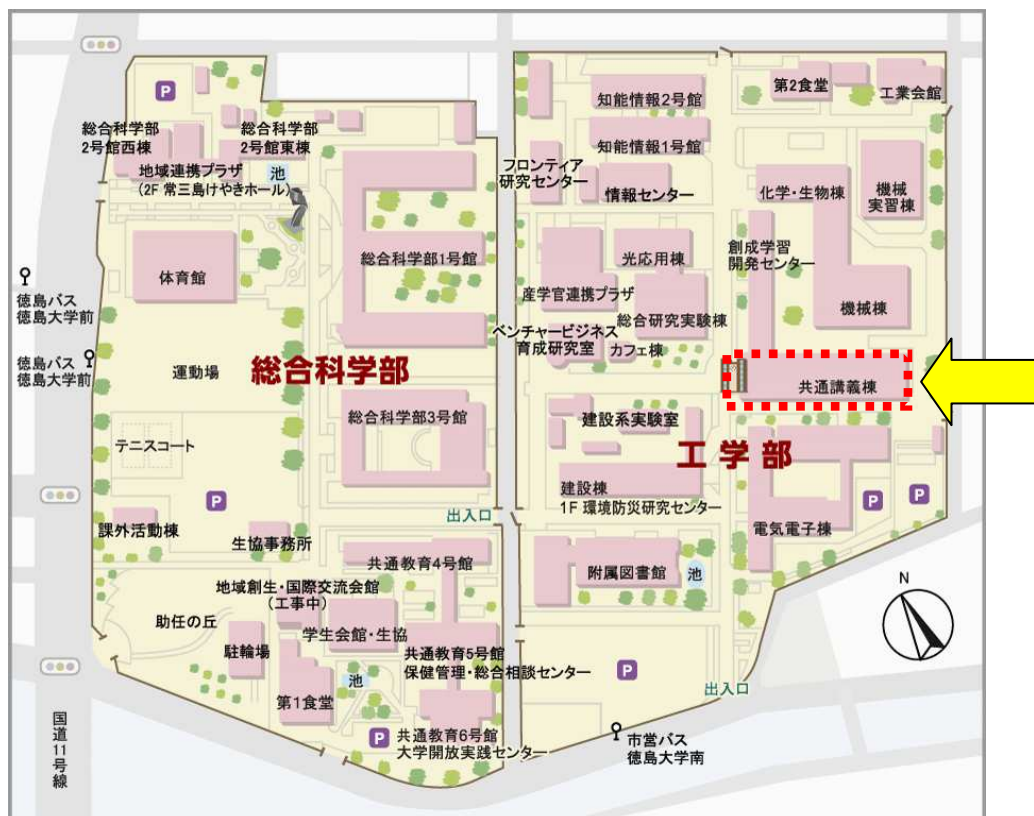 P
総合科学部
2号館西棟
総合科学部
2号館東棟
地域連携プラザ
(2F 常三島けやきホール)
池
体育館
総合科学部1号館
徳島バス
徳島大学前
徳島バス
徳島大学前
運動場
総合科学部
総合科学部3号館
テニスコート
P
課外活動棟
生協事務所
出入口
共通教育4号館
地域創生・国際交流会館
(工事中)
学生会館・生協
助任の丘
駐輪場
共通教育5号館
保健管理・総合相談センター
池
第1食堂
P
共通教育6号館
大学開放実践センター
国道11号線
知能情報2号館
知能情報1号館
フロンティア
研究センター
情報センター
第2食堂
工業会館
化学・生物棟
機械
実習棟
創成学習
開発センター
光応用棟
産学官連携プラザ
総合研究実験棟
機械棟
ベンチャービジネス
育成研究室
カフェ棟
共通講義棟
建設系実験室
工学部
建設棟
1F 環境防災研究センター
P
P
電気電子棟
附属図書館
池
N
P
出入口
市営バス
徳島大学南